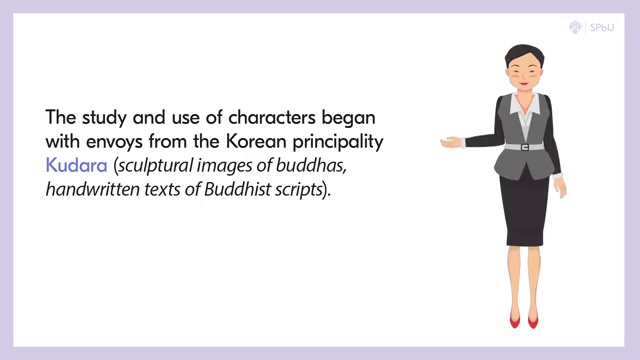 SPbU
The study and use of characters began
with envoys from the Korean principality
Kudara (sculptural images of buddhas,
handwritten texts of Buddhist scripts).